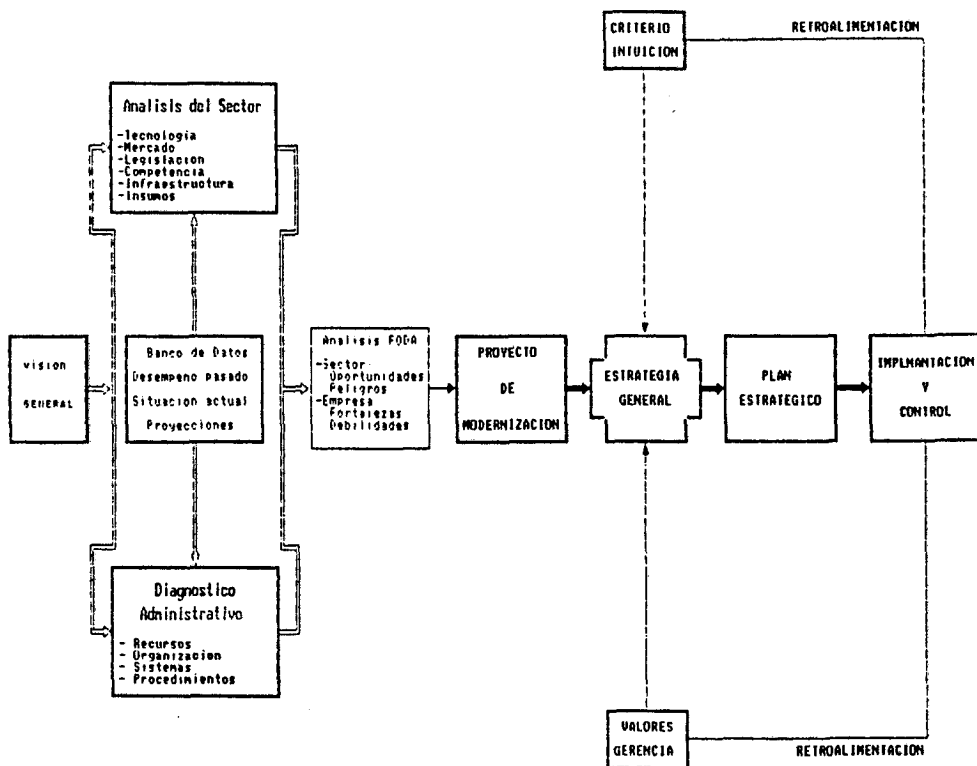 CRITERIO
INTUICION
RETROALIMENTACION
Analisis del Sector
-Tecnologia
-Mercado
-Legislacion
-Competencia
-Infraestructura
-Insumos
Vision
GENERAL
Banco de Datos
Desempeno pasado
Situacion actual
Proyecciones
Analisis FODA
-Sector
Oportunidades
Peligros
-Empresa
Fortalezas
Debilidades
PROYECTO
DE
MODERNIZACION
ESTRATEGIA
GENERAL
PLAN
ESTRATEGICO
IMPLMANTACION
Y
CONTROL
Diagnostico
Administrativo
- Recursos
- Organizacion
- Sistemas
- Procedimientos
VALORES
GERENCIA
RETROALIMENTACION